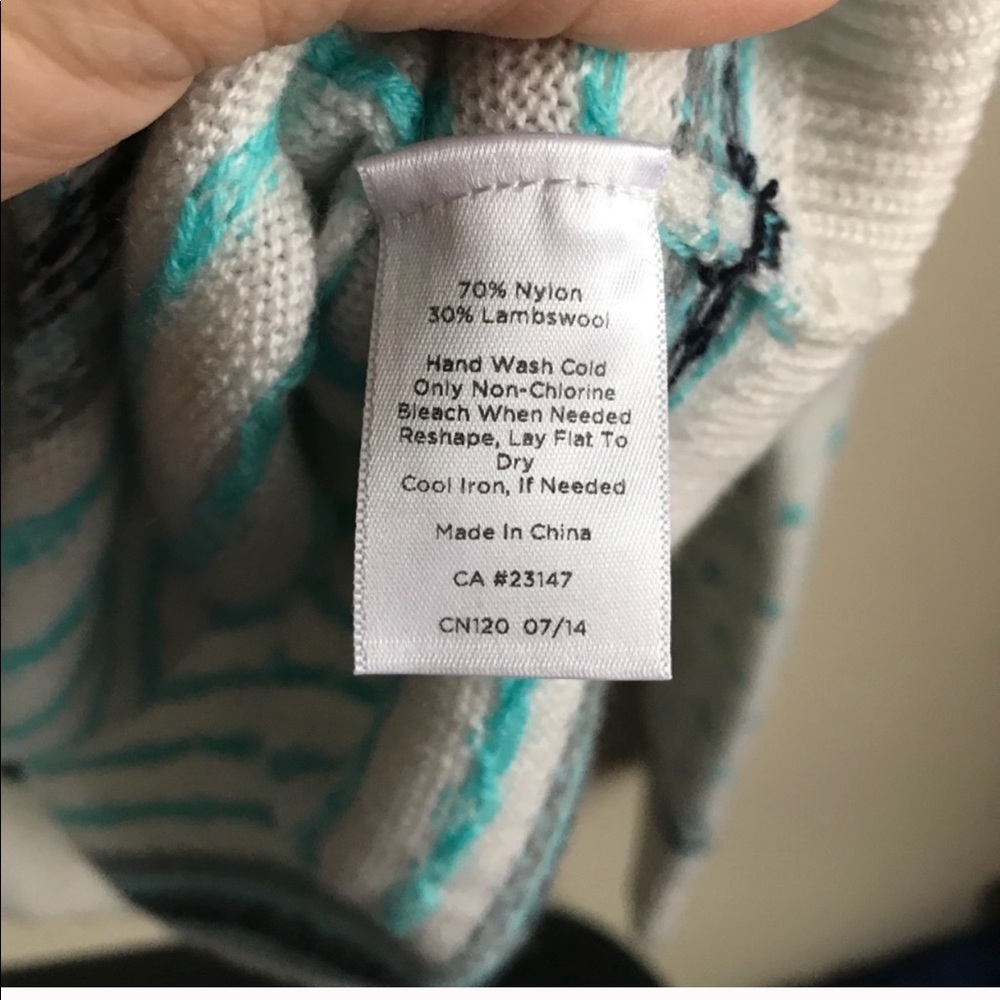 70% Nylon
30% Lambswool
Hand Wash Cold
Only Non-Chlorine
Bleach When Needed
Reshape, Lay Flat To
Dry
Cool Iron, If Needed
Made In China
CA #23147
CN120 07/14